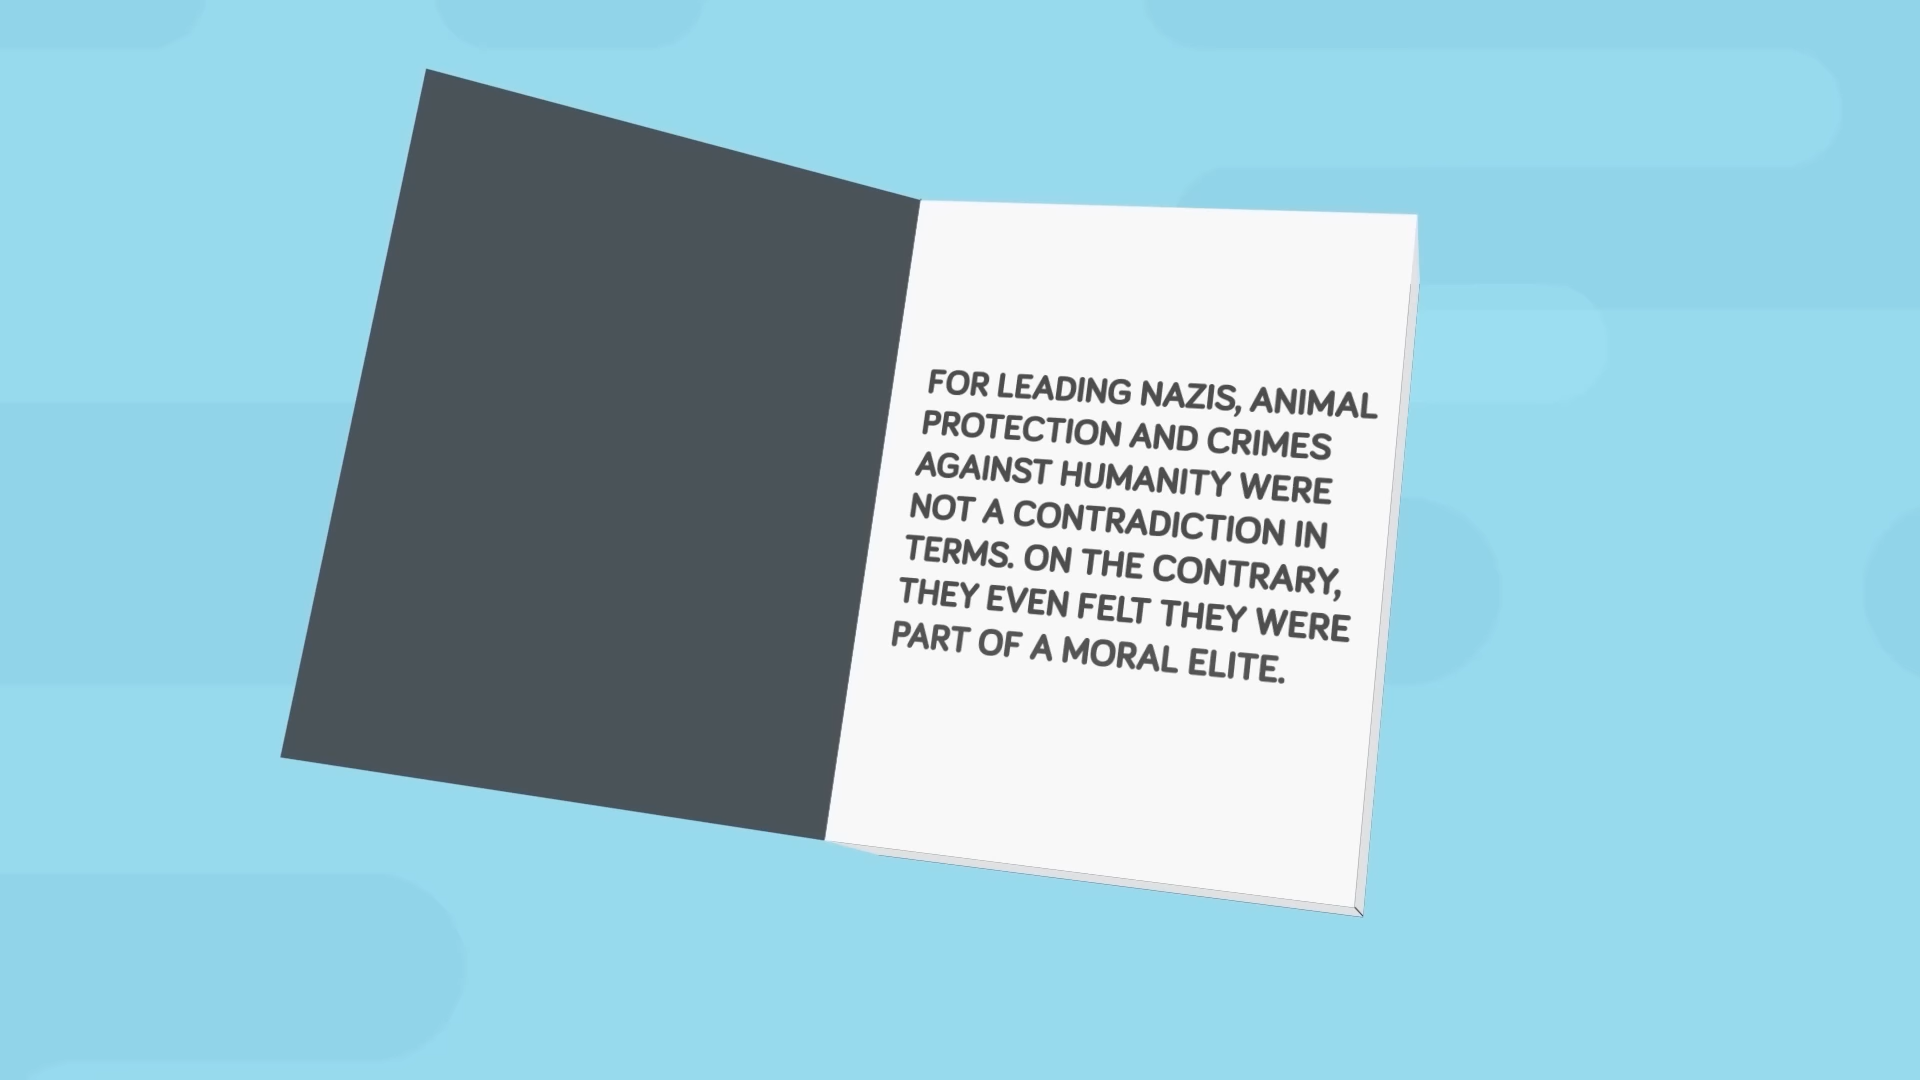 FOR LEADING NAZIS, ANIMAL
PROTECTION AND CRIMES
AGAINST HUMANITY WERE
NOT A CONTRADICTION IN
TERMS. ON THE CONTRARY,
THEY EVEN FELT THEY WERE
PART OF A MORAL ELITE.